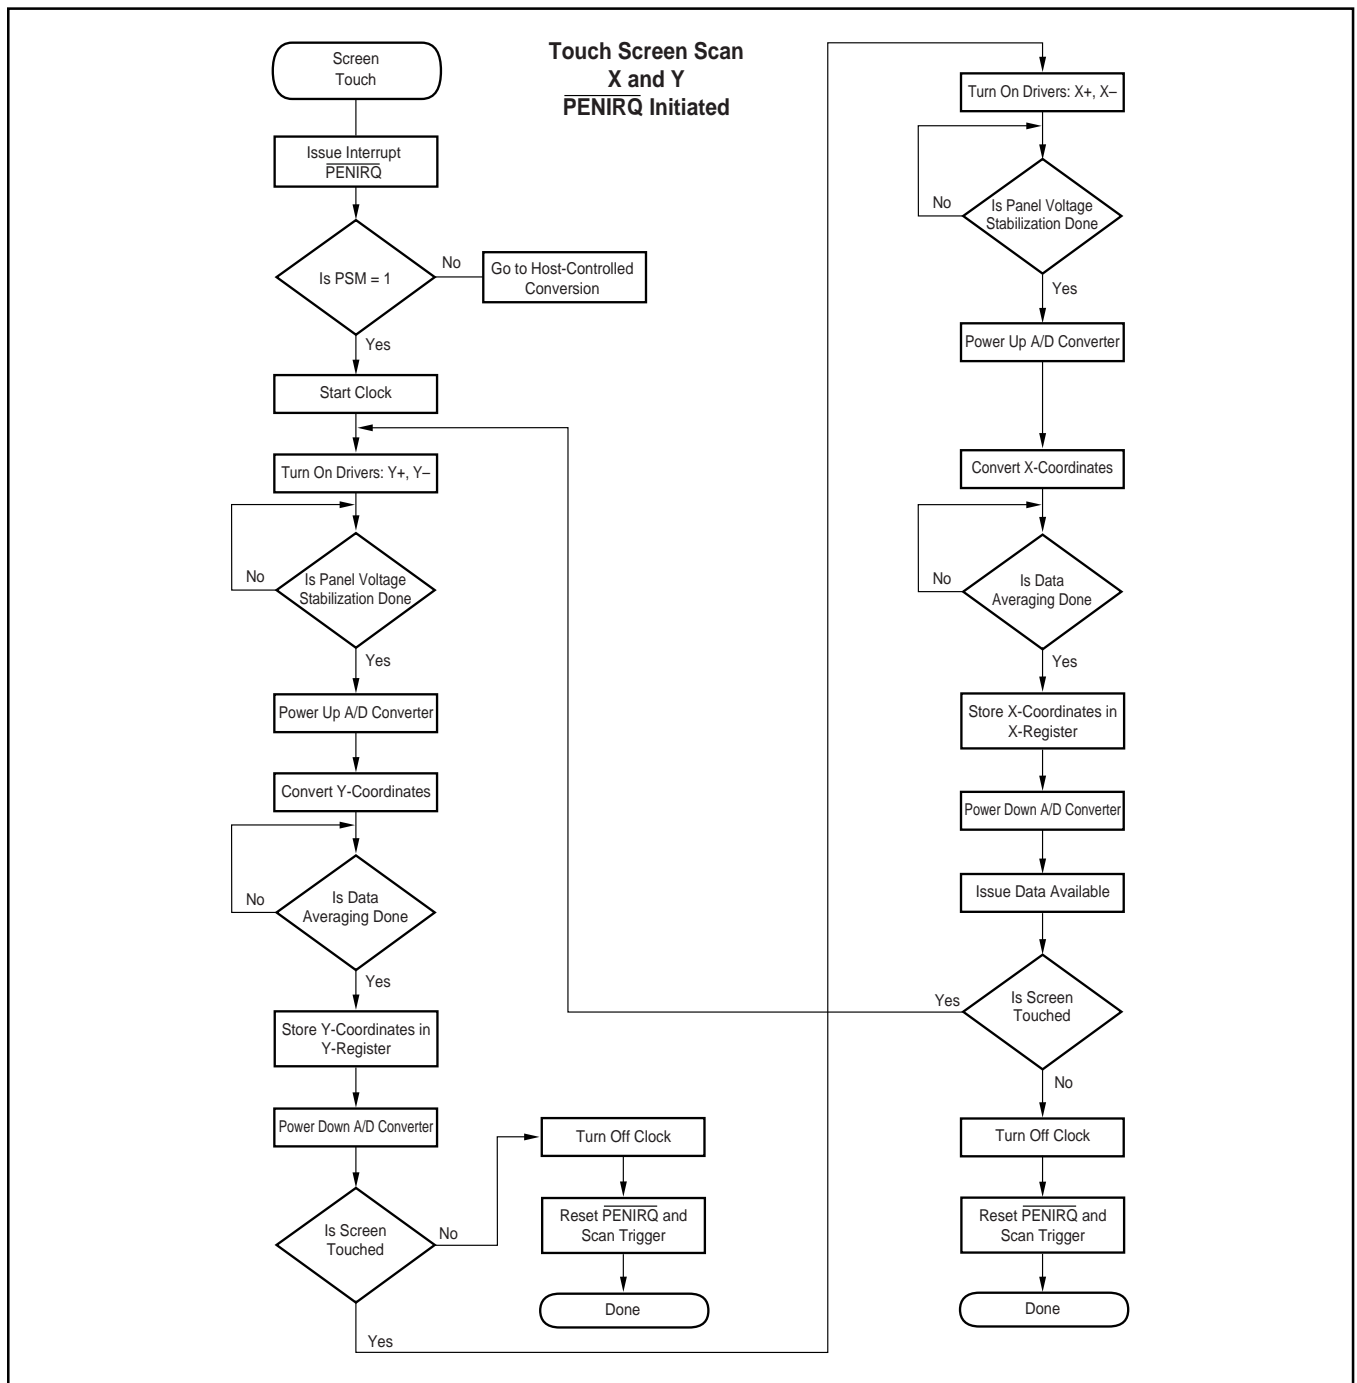 Touch Screen Scan
X and Y
PENIRQ Initiated
Screen
Touch
Issue Interrupt
PENIRQ
Is PSM = 1
No
Go to Host-Controlled
Conversion
Yes
Start Clock
Turn On Drivers: Y+, Y–
Is Panel Voltage
Stabilization Done
No
Yes
Power Up A/D Converter
Convert Y-Coordinates
Is Data
Averaging Done
No
Yes
Store Y-Coordinates in
Y-Register
Power Down A/D Converter
Is Screen
Touched
No
Turn Off Clock
Reset PENIRQ and
Scan Trigger
Done
Yes
Turn On Drivers: X+, X–
Is Panel Voltage
Stabilization Done
No
Yes
Power Up A/D Converter
Convert X-Coordinates
Is Data
Averaging Done
No
Yes
Store X-Coordinates in
X-Register
Power Down A/D Converter
Issue Data Available
Is Screen
Touched
Yes
No
Turn Off Clock
Reset PENIRQ and
Scan Trigger
Done